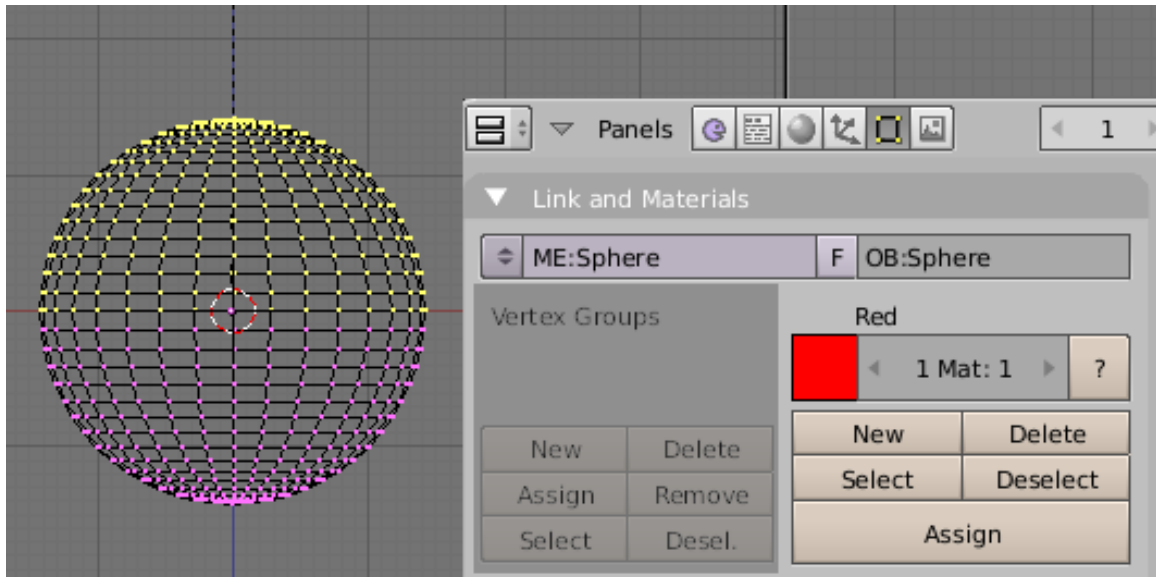 Panels 1
Link and Materials
ME:Sphere F OB:Sphere
Vertex Groups Red
1 Mat: 1 ?
New Delete New Delete
Assign Remove Select Deselect
Select Desel. Assign